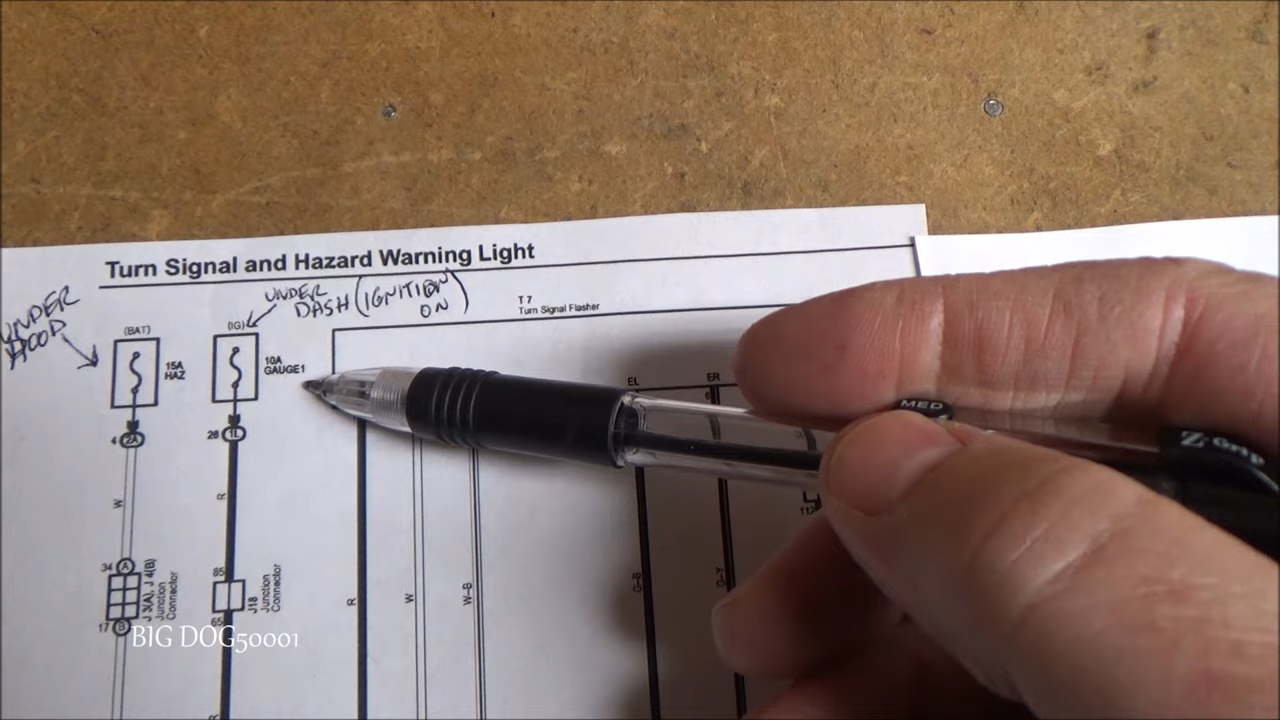 Turn Signal and Hazard Warning Light
UNDER
HOOD
UNDER
DASH (IGNITION
ON)
T 7
Turn Signal Flasher
(BAT)
(IG)
15A
HAZ
10A
GAUGE1
EL
ER
MED
Z-Grip
4
2A
28
1L
W
R
117
34
A
85
J 3(A), J 4(B)
Junction
Connector
J18
Junction
Connector
R
W
W-B
G-B
G-Y
17
B
65
BIG DOG50001
R